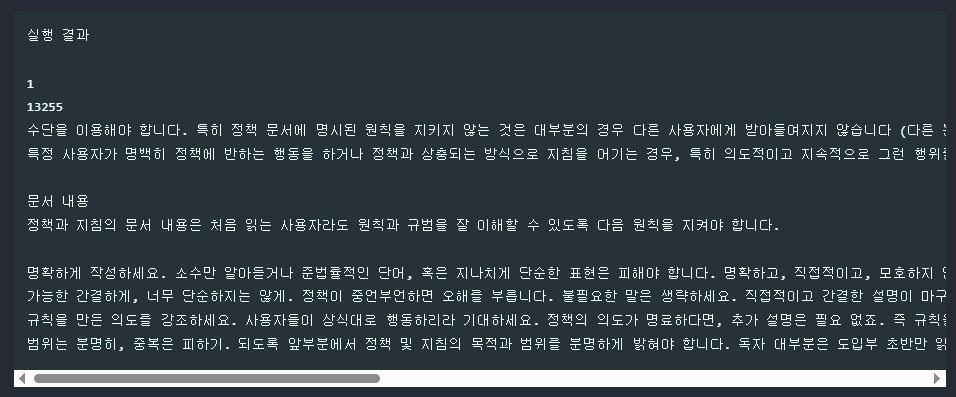 실행 결과
1
13255
수단을 이용해야 합니다. 특히 정책 문서에 명시된 원칙을 지키지 않는 것은 대부분의 경우 다른 사용자에게 받아들여지지 않습니다 (다른
특정 사용자가 명백히 정책에 반하는 행동을 하거나 정책과 상충되는 방식으로 지침을 어기는 경우, 특히 의도적이고 지속적으로 그런 행위를
문서 내용
정책과 지침의 문서 내용은 처음 읽는 사용자라도 원칙과 규범을 잘 이해할 수 있도록 다음 원칙을 지켜야 합니다.
명확하게 작성하세요. 소수만 알아듣거나 준법률적인 단어, 혹은 지나치게 단순한 표현은 피해야 합니다. 명확하고, 직접적이고, 모호하지
가능한 간결하게, 너무 단순하지는 않게. 정책이 중언부언하면 오해를 부릅니다. 불필요한 말은 생략하세요. 직접적이고 간결한 설명이 마구
규칙을 만든 의도를 강조하세요. 사용자들이 상식대로 행동하리라 기대하세요. 정책의 의도가 명료하다면, 추가 설명은 필요 없죠. 즉 규칙을
범위는 분명히, 중복은 피하기. 되도록 앞부분에서 정책 및 지침의 목적과 범위를 분명하게 밝혀야 합니다. 독자 대부분은 도입부 초반만 읽